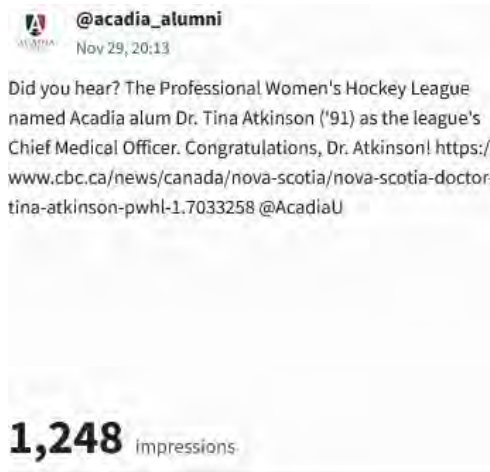 @acadia_alumni
ACADIA
Nov 29, 20:13
Did you hear? The Professional Women's Hockey League
named Acadia alum Dr. Tina Atkinson ('91) as the league's
Chief Medical Officer. Congratulations, Dr. Atkinson! https:/
www.cbc.ca/news/canada/nova-scotia/nova-scotia-doctor-
tina-atkinson-pwhl-1.7033258 @AcadiaU
1,248 impressions